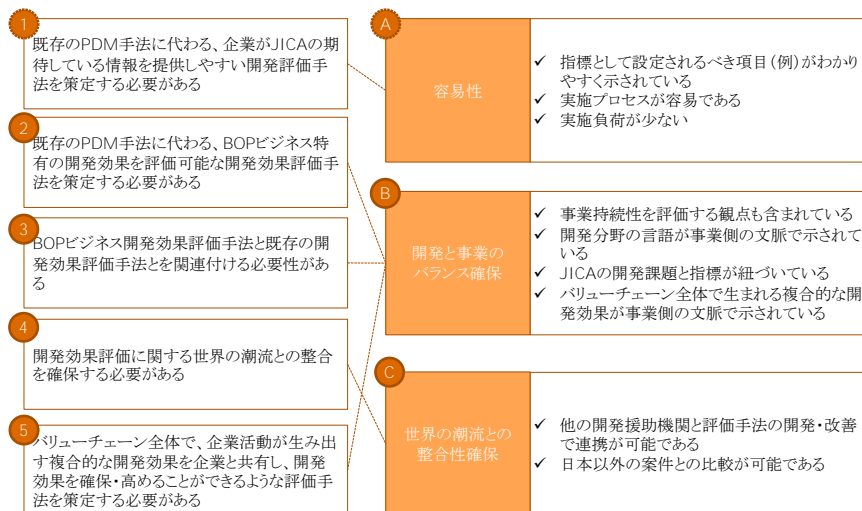 1
既存のPDM手法に代わる、企業がJICAの期
待している情報を提供しやすい開発評価手
法を策定する必要がある
2
既存のPDM手法に代わる、BOPビジネス特
有の開発効果を評価可能な開発効果評価手
法を策定する必要がある
3
BOPビジネス開発効果評価手法と既存の開
発効果評価手法とを関連付ける必要性があ
る
4
開発効果評価に関する世界の潮流との整合
を確保する必要がある
5
バリューチェーン全体で、企業活動が生み出
す複合的な開発効果を企業と共有し、開発
効果を確保・高めることができるような評価手
法を策定する必要がある
A
容易性
✓ 指標として設定されるべき項目（例）がわかり
やすく示されている
✓ 実施プロセスが容易である
✓ 実施負荷が少ない
B
開発と事業の
バランス確保
✓ 事業持続性を評価する観点も含まれている
✓ 開発分野の言語が事業側の文脈で示されて
いる
✓ JICAの開発課題と指標が紐づいている
✓ バリューチェーン全体で生まれる複合的な開
発効果が事業側の文脈で示されている
C
世界の潮流との
整合性確保
✓ 他の開発援助機関と評価手法の開発・改善
で連携が可能である
✓ 日本以外の案件との比較が可能である